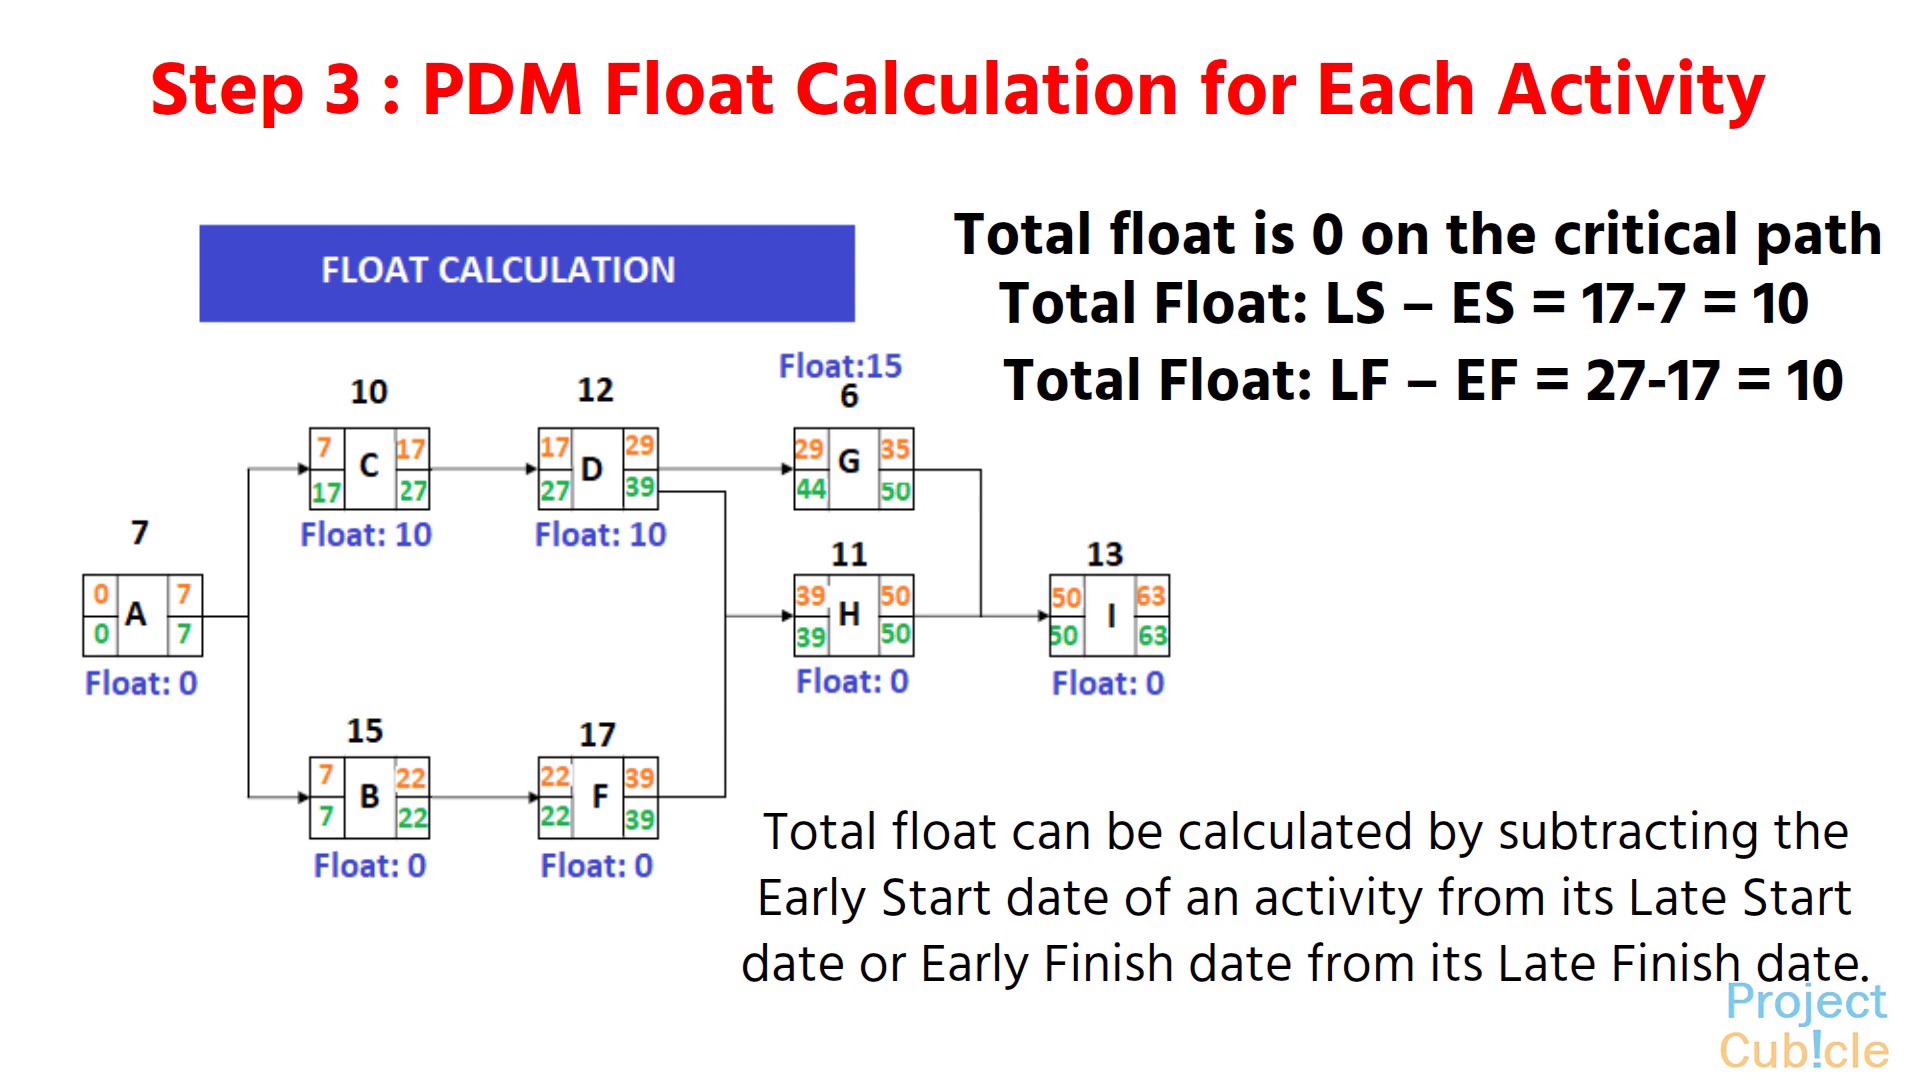 Step 3 : PDM Float Calculation for Each Activity
FLOAT CALCULATION
Total float is 0 on the critical path
Total Float: LS – ES = 17-7 = 10
Total Float: LF – EF = 27-17 = 10
10
7 C 17
17 27
Float: 10
12
17 D 29
27 39
Float: 10
Float:15
6
29 G 35
44 50
7
0 A 7
0 7
Float: 0
11
39 H 50
39 50
Float: 0
13
50 I 63
50 63
Float: 0
15
7 B 22
7 22
Float: 0
17
22 F 39
22 39
Float: 0
Total float can be calculated by subtracting the
Early Start date of an activity from its Late Start
date or Early Finish date from its Late Finish date.
Project
Cub!cle